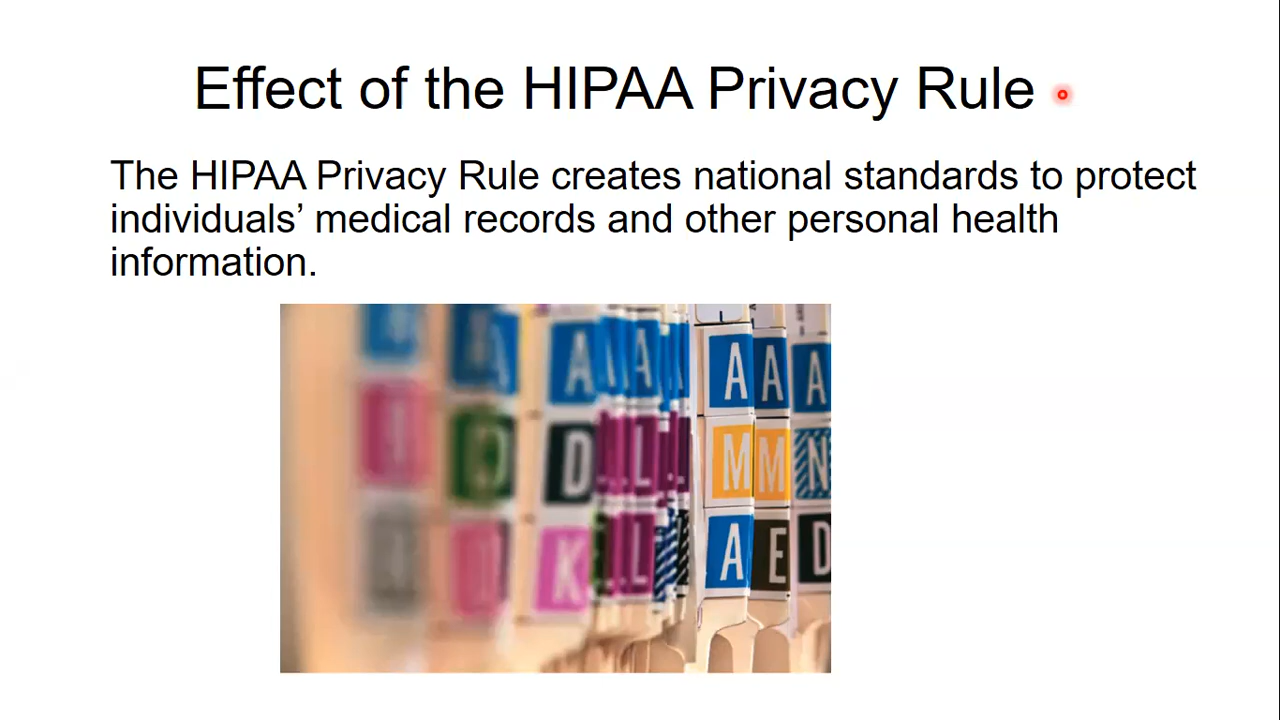 Effect of the HIPAA Privacy Rule
The HIPAA Privacy Rule creates national standards to protect
individuals’ medical records and other personal health
information.
A A A A A
D L M M N
K L A E D